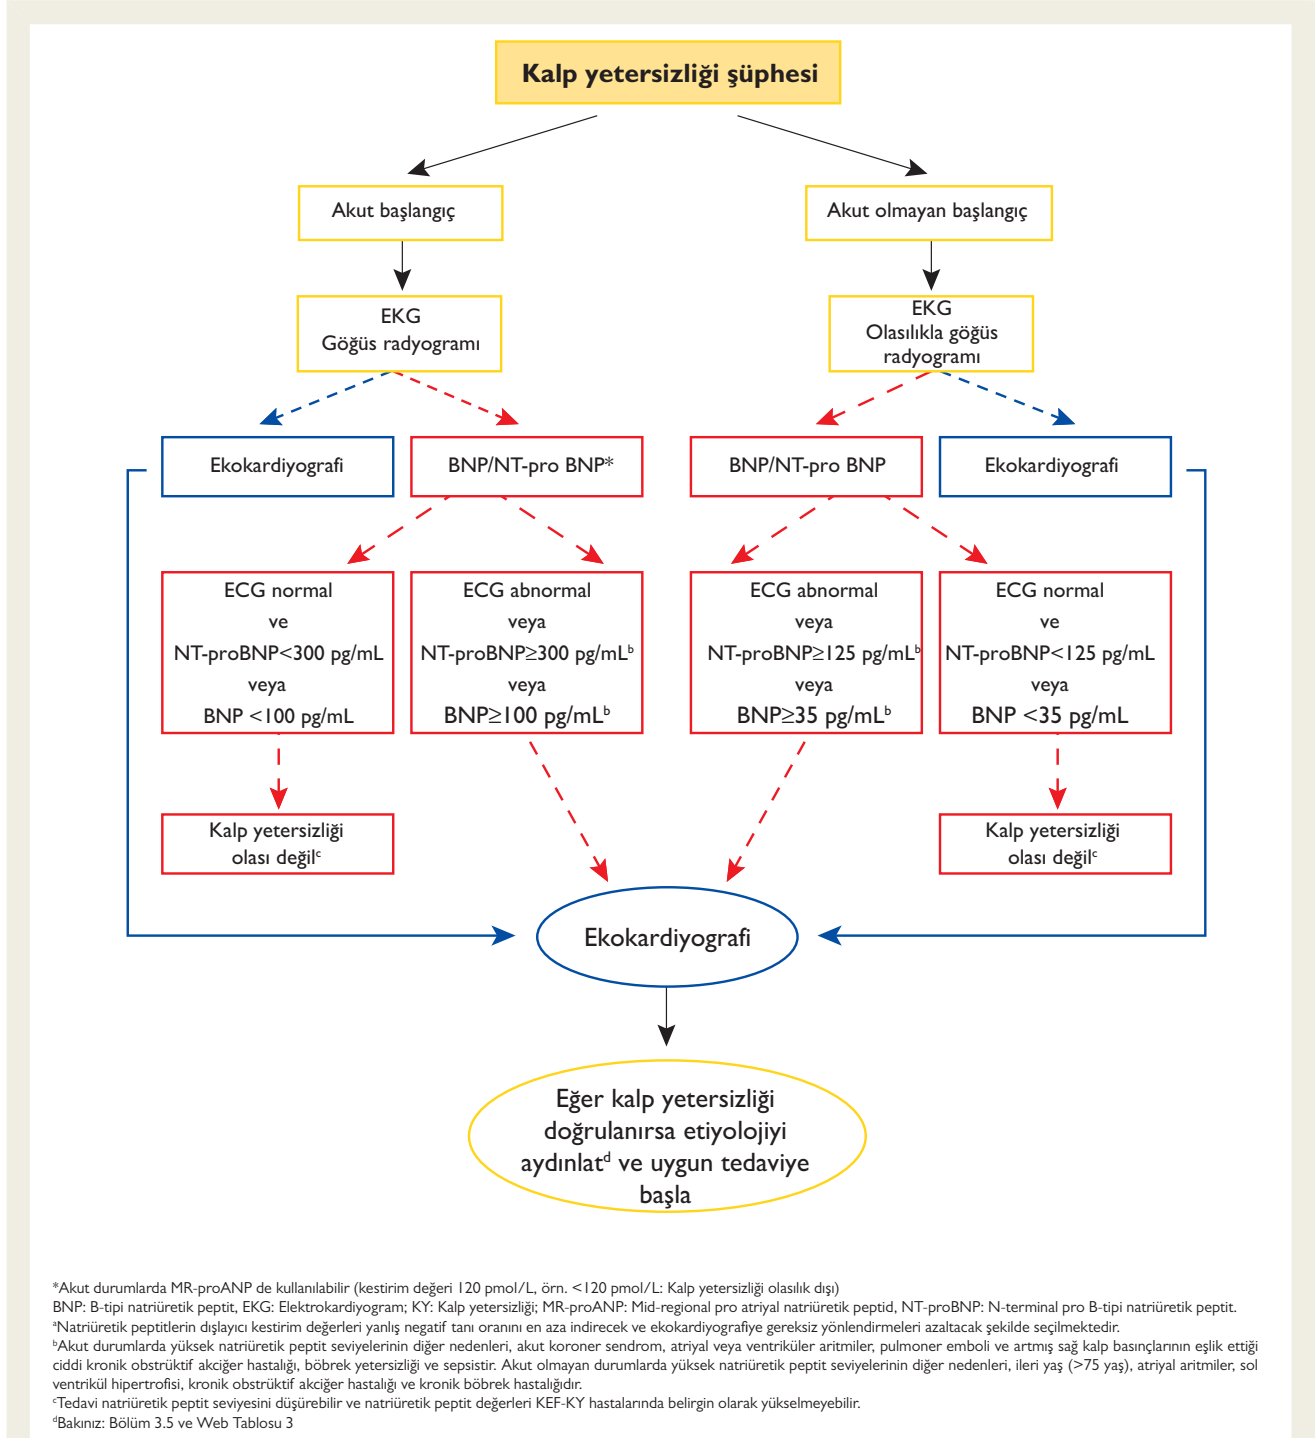 Kalp yetersizliği şüphesi
Akut başlangıç
Akut olmayan başlangıç
EKG
Göğüs radyogramı
EKG
Olasılıkla göğüs
radyogramı
Ekokardiyografi
BNP/NT-pro BNP*
BNP/NT-pro BNP
Ekokardiyografi
ECG normal
ve
NT-proBNP<300 pg/mL
veya
BNP <100 pg/mL
ECG abnormal
veya
NT-proBNP≥300 pg/mLᵇ
veya
BNP≥100 pg/mLᵇ
ECG abnormal
veya
NT-proBNP≥125 pg/mLᵇ
veya
BNP≥35 pg/mLᵇ
ECG normal
ve
NT-proBNP<125 pg/mL
veya
BNP <35 pg/mL
Kalp yetersizliği
olası değilᶜ
Kalp yetersizliği
olası değilᶜ
Ekokardiyografi
Eğer kalp yetersizliği
doğrulanırsa etiyolojiyi
aydınlatᵈ ve uygun tedaviye
başla
*Akut durumlarda MR-proANP de kullanılabilir (kestirim değeri 120 pmol/L, örn. <120 pmol/L: Kalp yetersizliği olasılık dışı)
BNP: B-tipi natriüretik peptit, EKG: Elektrokardiyogram; KY: Kalp yetersizliği; MR-proANP: Mid-regional pro atriyal natriüretik peptid, NT-proBNP: N-terminal pro B-tipi natriüretik peptit.
ᵃNatriüretik peptitlerin dışlayıcı kestirim değerleri yanlış negatif tanı oranını en aza indirecek ve ekokardiyografiye gereksiz yönlendirmeleri azaltacak şekilde seçilmektedir.
ᵇAkut durumlarda yüksek natriüretik peptit seviyelerinin diğer nedenleri, akut koroner sendrom, atriyal veya ventriküler aritmiler, pulmoner emboli ve artmış sağ kalp basınçlarının eşlik ettiği
ciddi kronik obstrüktif akciğer hastalığı, böbrek yetersizliği ve sepsistir. Akut olmayan durumlarda yüksek natriüretik peptit seviyelerinin diğer nedenleri, ileri yaş (>75 yaş), atriyal aritmiler, sol
ventrikül hipertrofisi, kronik obstrüktif akciğer hastalığı ve kronik böbrek hastalığıdır.
ᶜTedavi natriüretik peptit seviyesini düşürebilir ve natriüretik peptit değerleri KEF-KY hastalarında belirgin olarak yükselmeyebilir.
ᵈBakınız: Bölüm 3.5 ve Web Tablosu 3